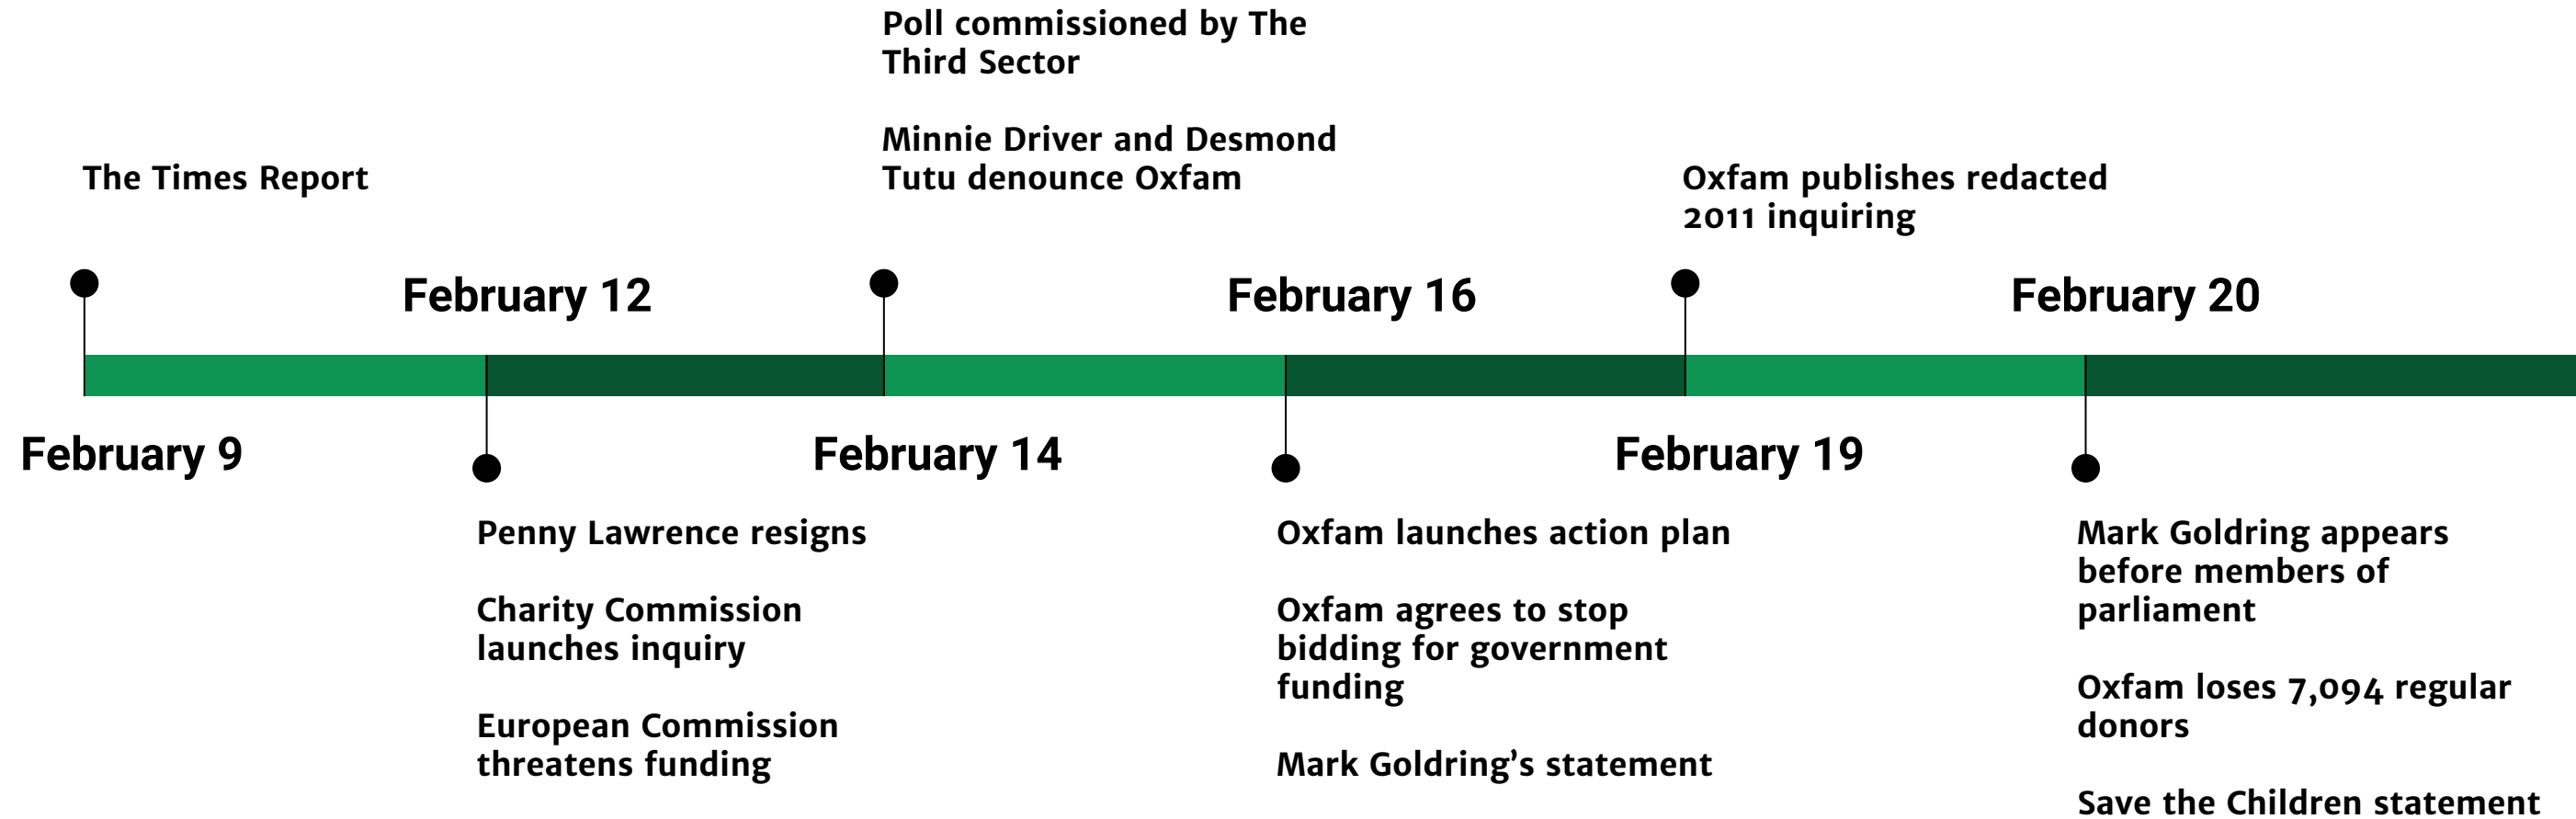 Poll commissioned by The
Third Sector
Minnie Driver and Desmond
Tutu denounce Oxfam
The Times Report
Oxfam publishes redacted
2011 inquiring
February 12
February 16
February 20
February 9
February 14
February 19
Penny Lawrence resigns
Charity Commission
launches inquiry
European Commission
threatens funding
Oxfam launches action plan
Oxfam agrees to stop
bidding for government
funding
Mark Goldring’s statement
Mark Goldring appears
before members of
parliament
Oxfam loses 7,094 regular
donors
Save the Children statement